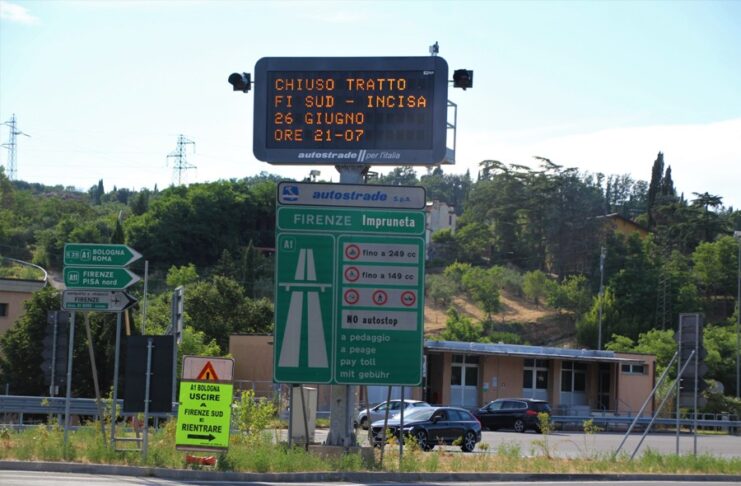 CHIUSO TRATTO
FI SUD - INCISA
26 GIUGNO
ORE 21-07
autostrade per l'italia
autostrade S.p.A.
FIRENZE Impruneta
A1
fino a 249 cc
fino a 149 cc
NO autostop
a pedaggio
a peage
pay toll
mit gebühr
A1 BOLOGNA
ROMA
A11 FIRENZE
PISA nord
FIRENZE
A1 BOLOGNA
USCIRE
a
FIRENZE SUD
e
RIENTRARE